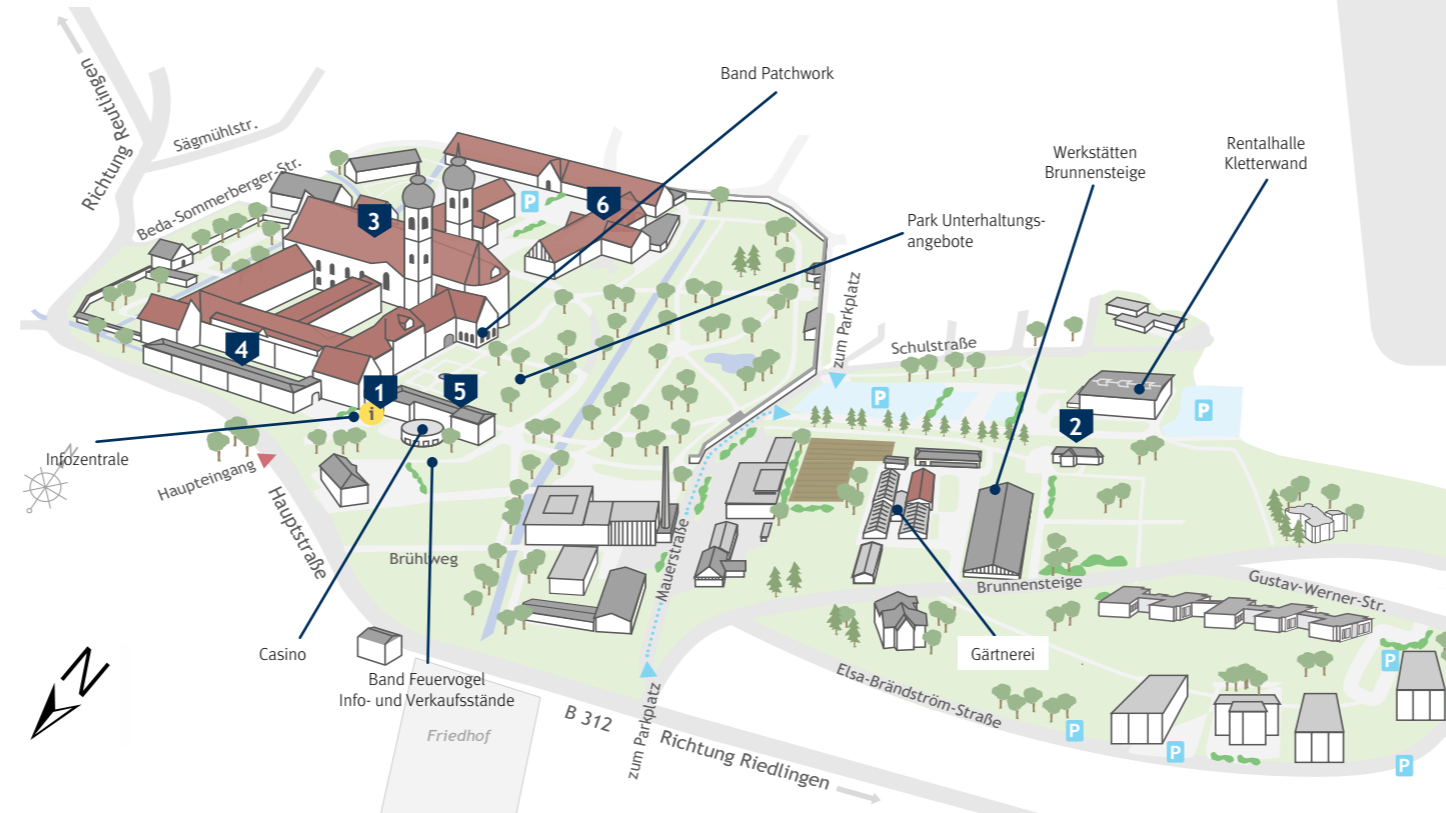 Richtung Reutlingen
Sägmühlstr.
Beda-Sommerberger-Str.
Band Patchwork
Werkstätten
Brunnensteige
Rentalhalle
Kletterwand
Park Unterhaltungs-
angebote
3
6
P
4
1
i
5
2
P
P
zum Parkplatz
Schulstraße
Infozentrale
N
Haupteingang
Hauptstraße
Brühlweg
Mauerstraße
Brunnensteige
Gustav-Werner-Str.
Casino
Band Feuervogel
Info- und Verkaufsstände
Gärtnerei
Elsa-Brändström-Straße
N
Friedhof
B 312
zum Parkplatz
Richtung Riedlingen
P
P
P
P